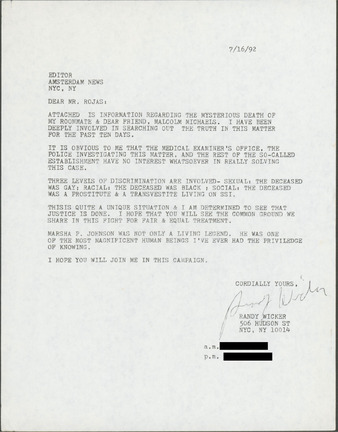 7/16/92
EDITOR
AMSTERDAM NEWS
NYC, NY
DEAR MR. ROJAS:
ATTACHED IS INFORMATION REGARDING THE MYSTERIOUS DEATH OF
MY ROOMMATE & DEAR FRIEND, MALCOLM MICHAELS. I HAVE BEEN
DEEPLY INVOLVED IN SEARCHING OUT THE TRUTH IN THIS MATTER
FOR THE PAST TEN DAYS.
IT IS OBVIOUS TO ME THAT THE MEDICAL EXAMINER'S OFFICE, THE
POLICE INVESTIGATING THIS MATTER, AND THE REST OF THE SO-CALLED
ESTABLISHMENT HAVE NO INTEREST WHATSOEVER IN REALLY SOLVING
THIS CASE.
THREE LEVELS OF DISCRIMINATION ARE INVOLVED- SEXUAL: THE DECEASED
WAS GAY; RACIAL: THE DECEASED WAS BLACK ; SOCIAL: THE DECEASED
WAS A PROSTITUTE & A TRANSVESTITE LIVING ON SSI.
THISIS QUITE A UNIQUE SITUATION & I AM DETERINED TO SEE THAT
JUSTICE IS DONE. I HOPE THAT YOU WILL SEE THE COMMON GROUND WE
SHARE IN THIS FIGHT FOR FAIR & EQUAL TREATMENT.
MARSHA P. JOHNSON WAS NOT ONLY A LIVING LEGEND. HE WAS ONE
OF THE MOST MAGNIFICENT HUMAN BEINGS I'VE EVER HAD THE PRIVILEDGE
OF KNOWING.
I HOPE YOU WILL JOIN ME IN THIS CAMPAIGN.
CORDIALLY YOURS,
Randy Wicker
RANDY WICKER
506 HUDSON ST
NYC, NY 10014
a.m.
p.m.